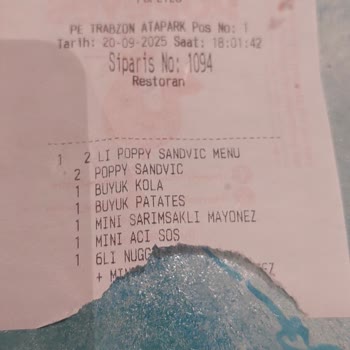 PE TRABZON ATAPARK Pos No: 1
Tarih: 20-09-2025 Saat: 18:01:42
Siparis No: 1094
Restoran
1 2 LI POPPY SANDVIC MENU
2 POPPY SANDVIC
1 BUYUK KOLA
1 BUYUK PATATES
1 MINI SARIMSAKLI MAYONEZ
1 MINI ACI SOS
1 6LI
+